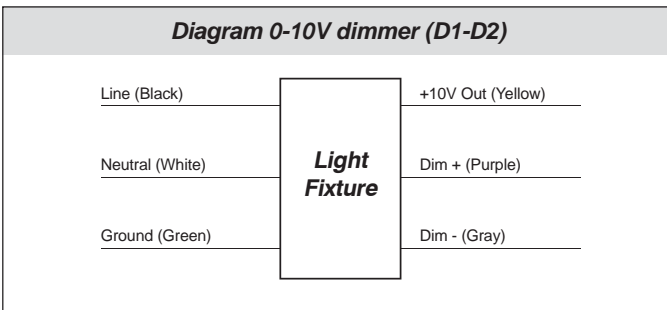 Diagram 0-10V dimmer (D1-D2)
Line (Black)
+10V Out (Yellow)
Neutral (White)
Light
Fixture
Dim + (Purple)
Ground (Green)
Dim - (Gray)